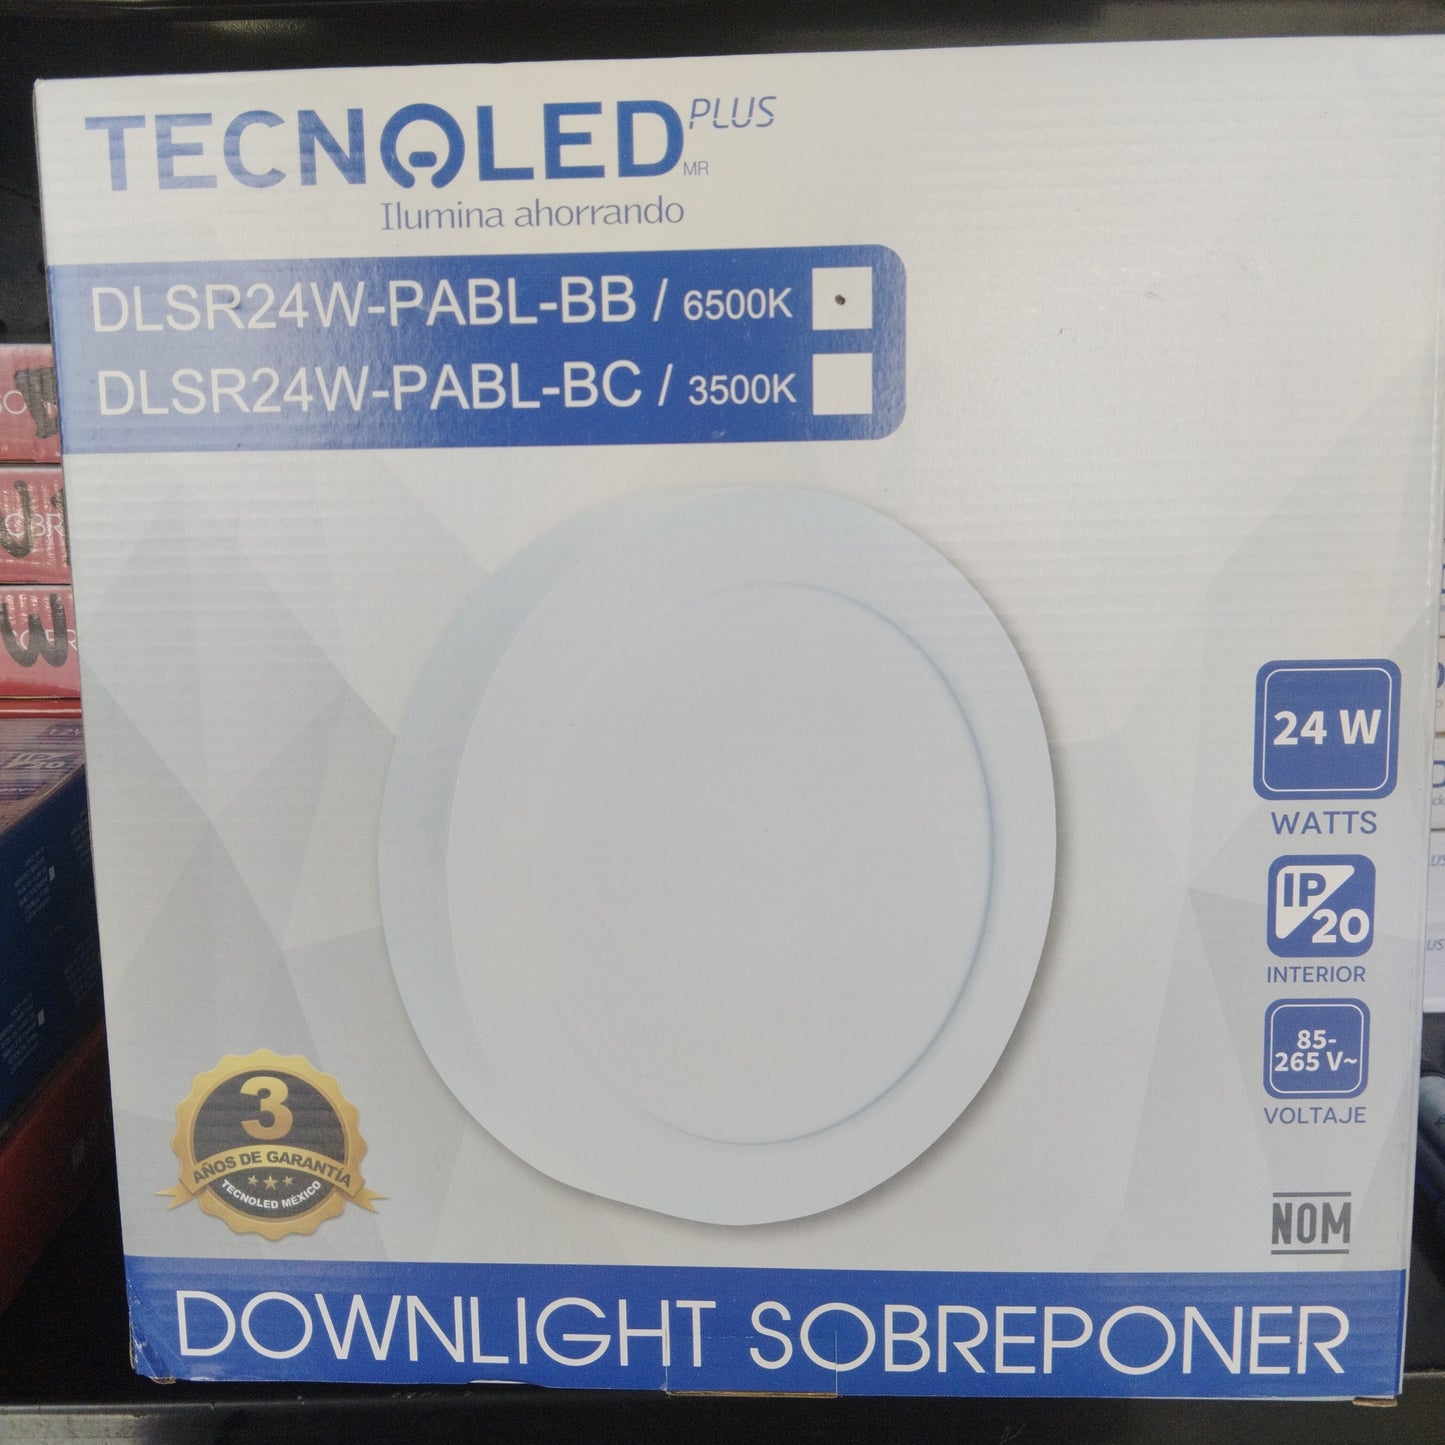 TECNOLED PLUS
MR
Ilumina ahorrando
DLSR24W-PABL-BB / 6500K
DLSR24W-PABL-BC / 3500K
24 W
WATTS
IP 20
INTERIOR
85-
265 V~
VOLTAJE
3
AÑOS DE GARANTÍA
TECNOLED MÉXICO
NOM
DOWNLIGHT SOBREPONER